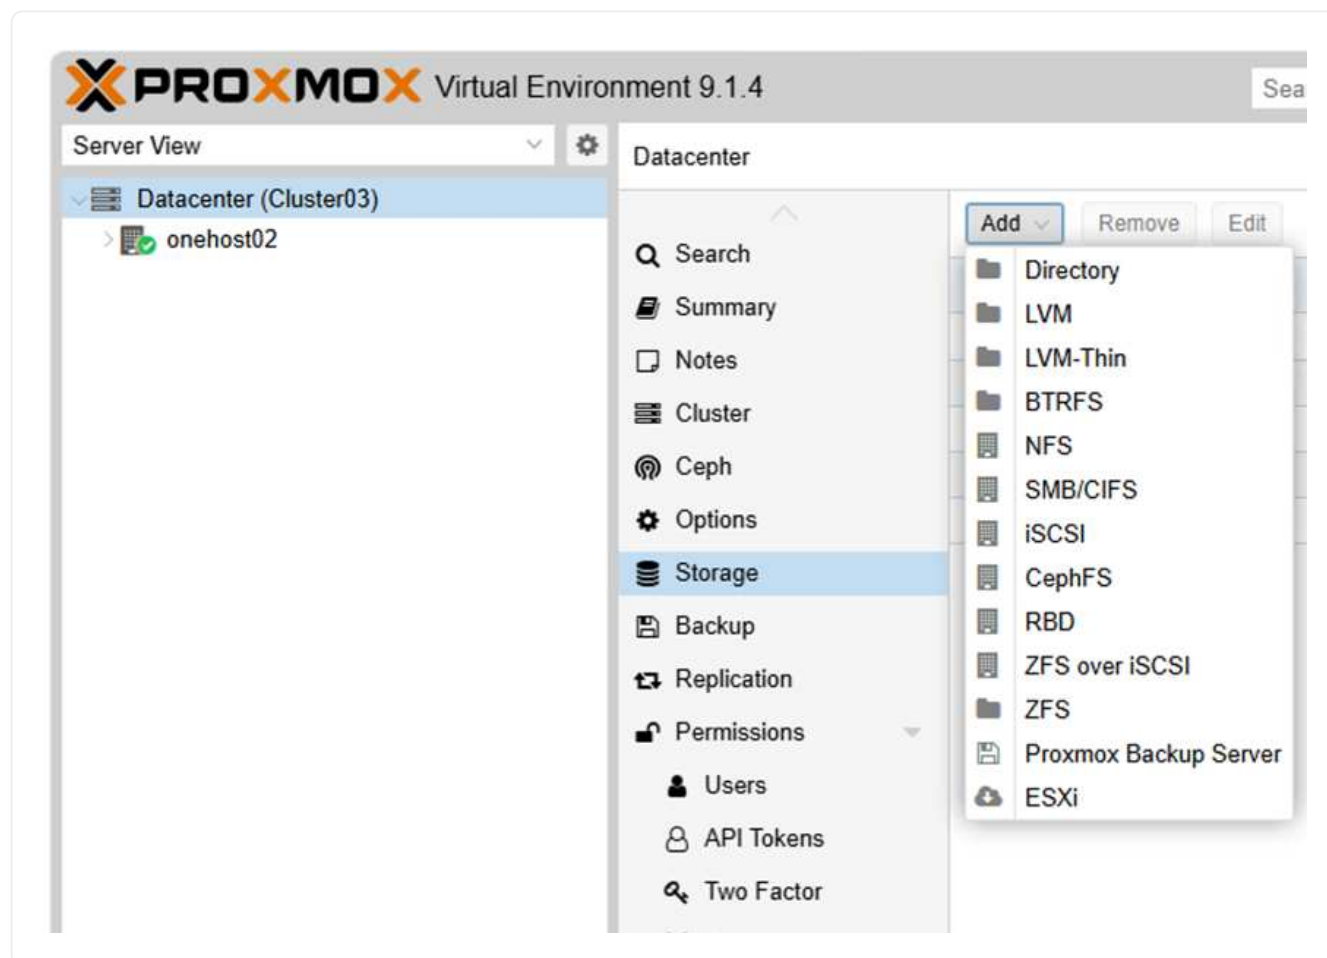 PROXMOX Virtual Environment 9.1.4
Sea
Server View
Datacenter
Datacenter (Cluster03)
onehost02
Search
Summary
Notes
Cluster
Ceph
Options
Storage
Backup
Replication
Permissions
Users
API Tokens
Two Factor
Add
Remove
Edit
Directory
LVM
LVM-Thin
BTRFS
NFS
SMB/CIFS
iSCSI
CephFS
RBD
ZFS over iSCSI
ZFS
Proxmox Backup Server
ESXi